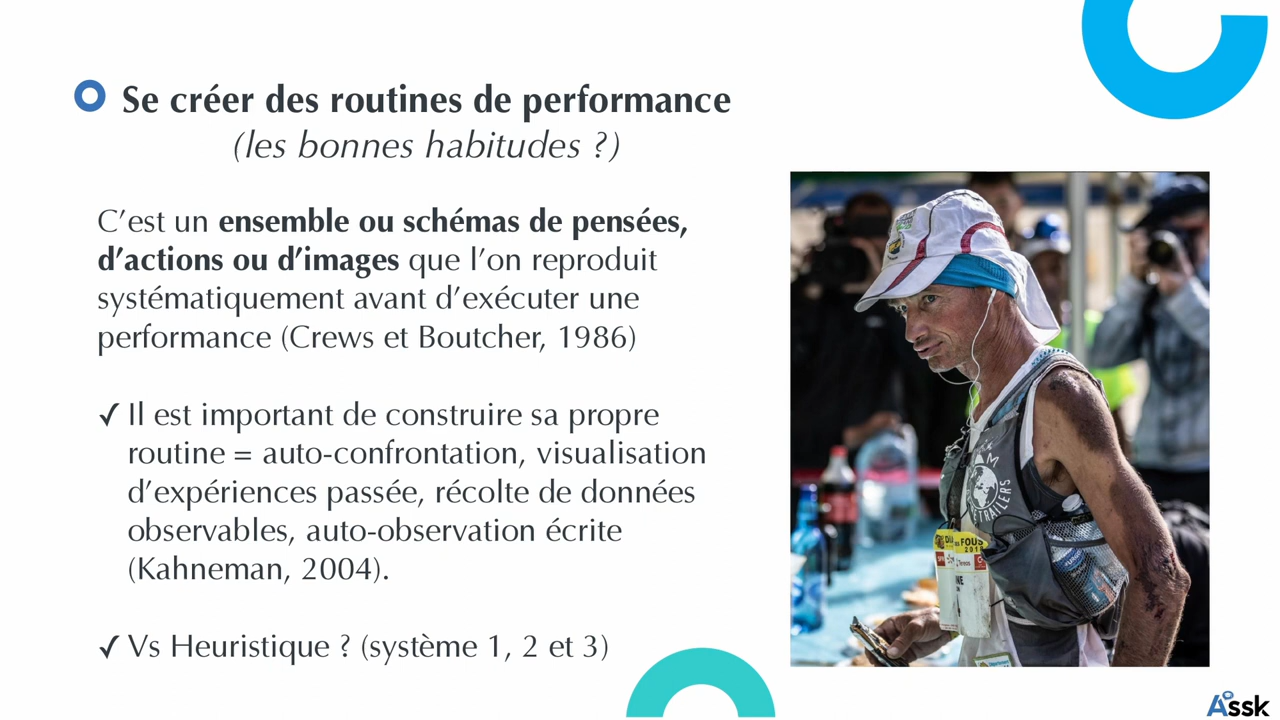 Se créer des routines de performance
(les bonnes habitudes ?)
C’est un ensemble ou schémas de pensées,
d’actions ou d’images que l’on reproduit
systématiquement avant d’exécuter une
performance (Crews et Boutcher, 1986)
✓ Il est important de construire sa propre
routine = auto-confrontation, visualisation
d’expériences passée, récolte de données
observables, auto-observation écrite
(Kahneman, 2004).
✓ Vs Heuristique ? (système 1, 2 et 3)
TRAILERS
FOUS
Assk